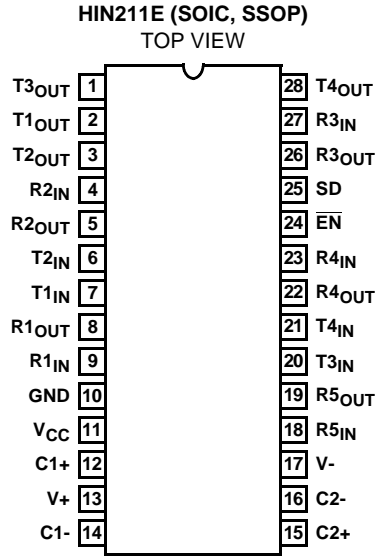 HIN211E (SOIC, SSOP)
TOP VIEW
T3OUT 1 28 T4OUT
T1OUT 2 27 R3IN
T2OUT 3 26 R3OUT
R2IN 4 25 SD
R2OUT 5 24 E̅N̅
T2IN 6 23 R4IN
T1IN 7 22 R4OUT
R1OUT 8 21 T4IN
R1IN 9 20 T3IN
GND 10 19 R5OUT
VCC 11 18 R5IN
C1+ 12 17 V-
V+ 13 16 C2-
C1- 14 15 C2+